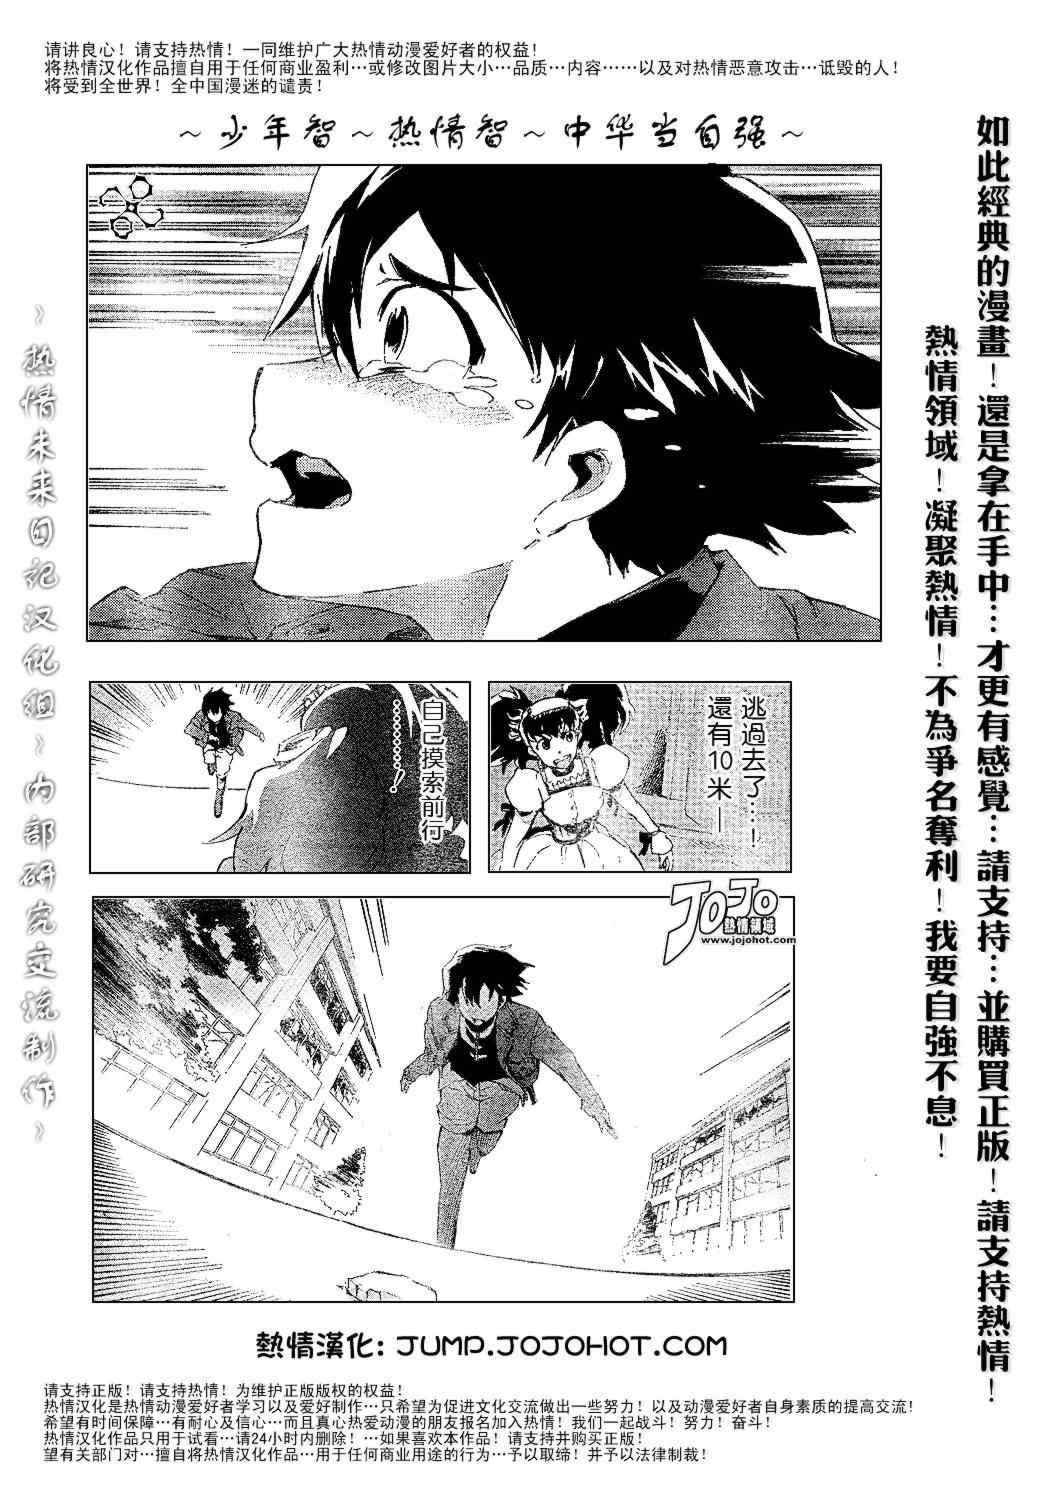 请讲良心！请支持热情！一同维护广大热情动漫爱好者的权益！
将热情汉化作品擅自用于任何商业盈利…或修改图片大小…品质…内容……以及对热情恶意攻击…诋毁的人！
将受到全世界！全中国漫迷的谴责！
～少年智～热情智～中华当自强～
如此經典的漫畫！還是拿在手中…才更有感覺…請支持…並購買正版！請支持熱情！
熱情領域！凝聚熱情！不為爭名奪利！我要自強不息！
～热情未来日记汉化组～内部研究交流制作～
逃過去了…！
還有10米—
自己摸索前行
………！
JOJO
熱情領域
www.jojohot.com
熱情漢化: JUMP.JOJOHOT.COM
请支持正版！请支持热情！为维护正版版权的权益！
热情汉化是热情动漫爱好者学习以及爱好制作…只希望为促进文化交流做出一些努力！以及动漫爱好者自身素质的提高交流！
希望有时间保障…有耐心及信心…而且真心热爱动漫的朋友报名加入热情！我们一起战斗！努力！奋斗！
热情汉化作品只用于试看…请24小时内删除！…如果喜欢本作品！请支持并购买正版！
望有关部门对…擅自将热情汉化作品…用于任何商业用途的行为…予以取缔！并予以法律制裁！